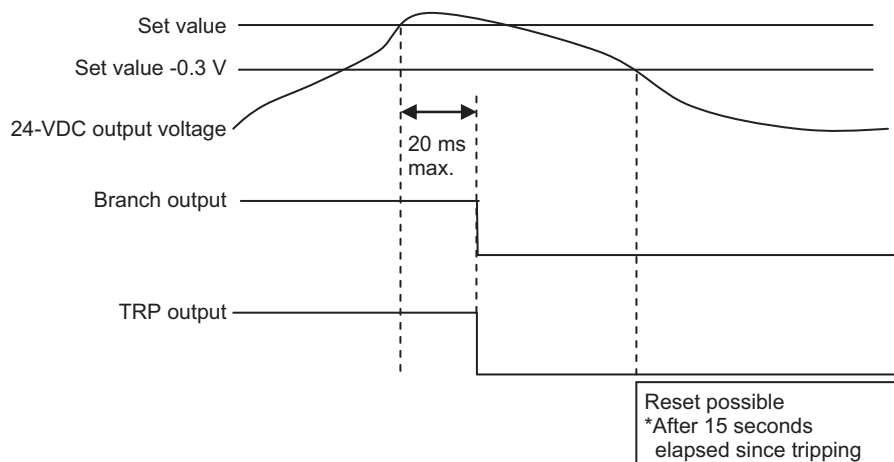 Set value
Set value -0.3 V
24-VDC output voltage
20 ms
max.
Branch output
TRP output
Reset possible
*After 15 seconds
elapsed since tripping